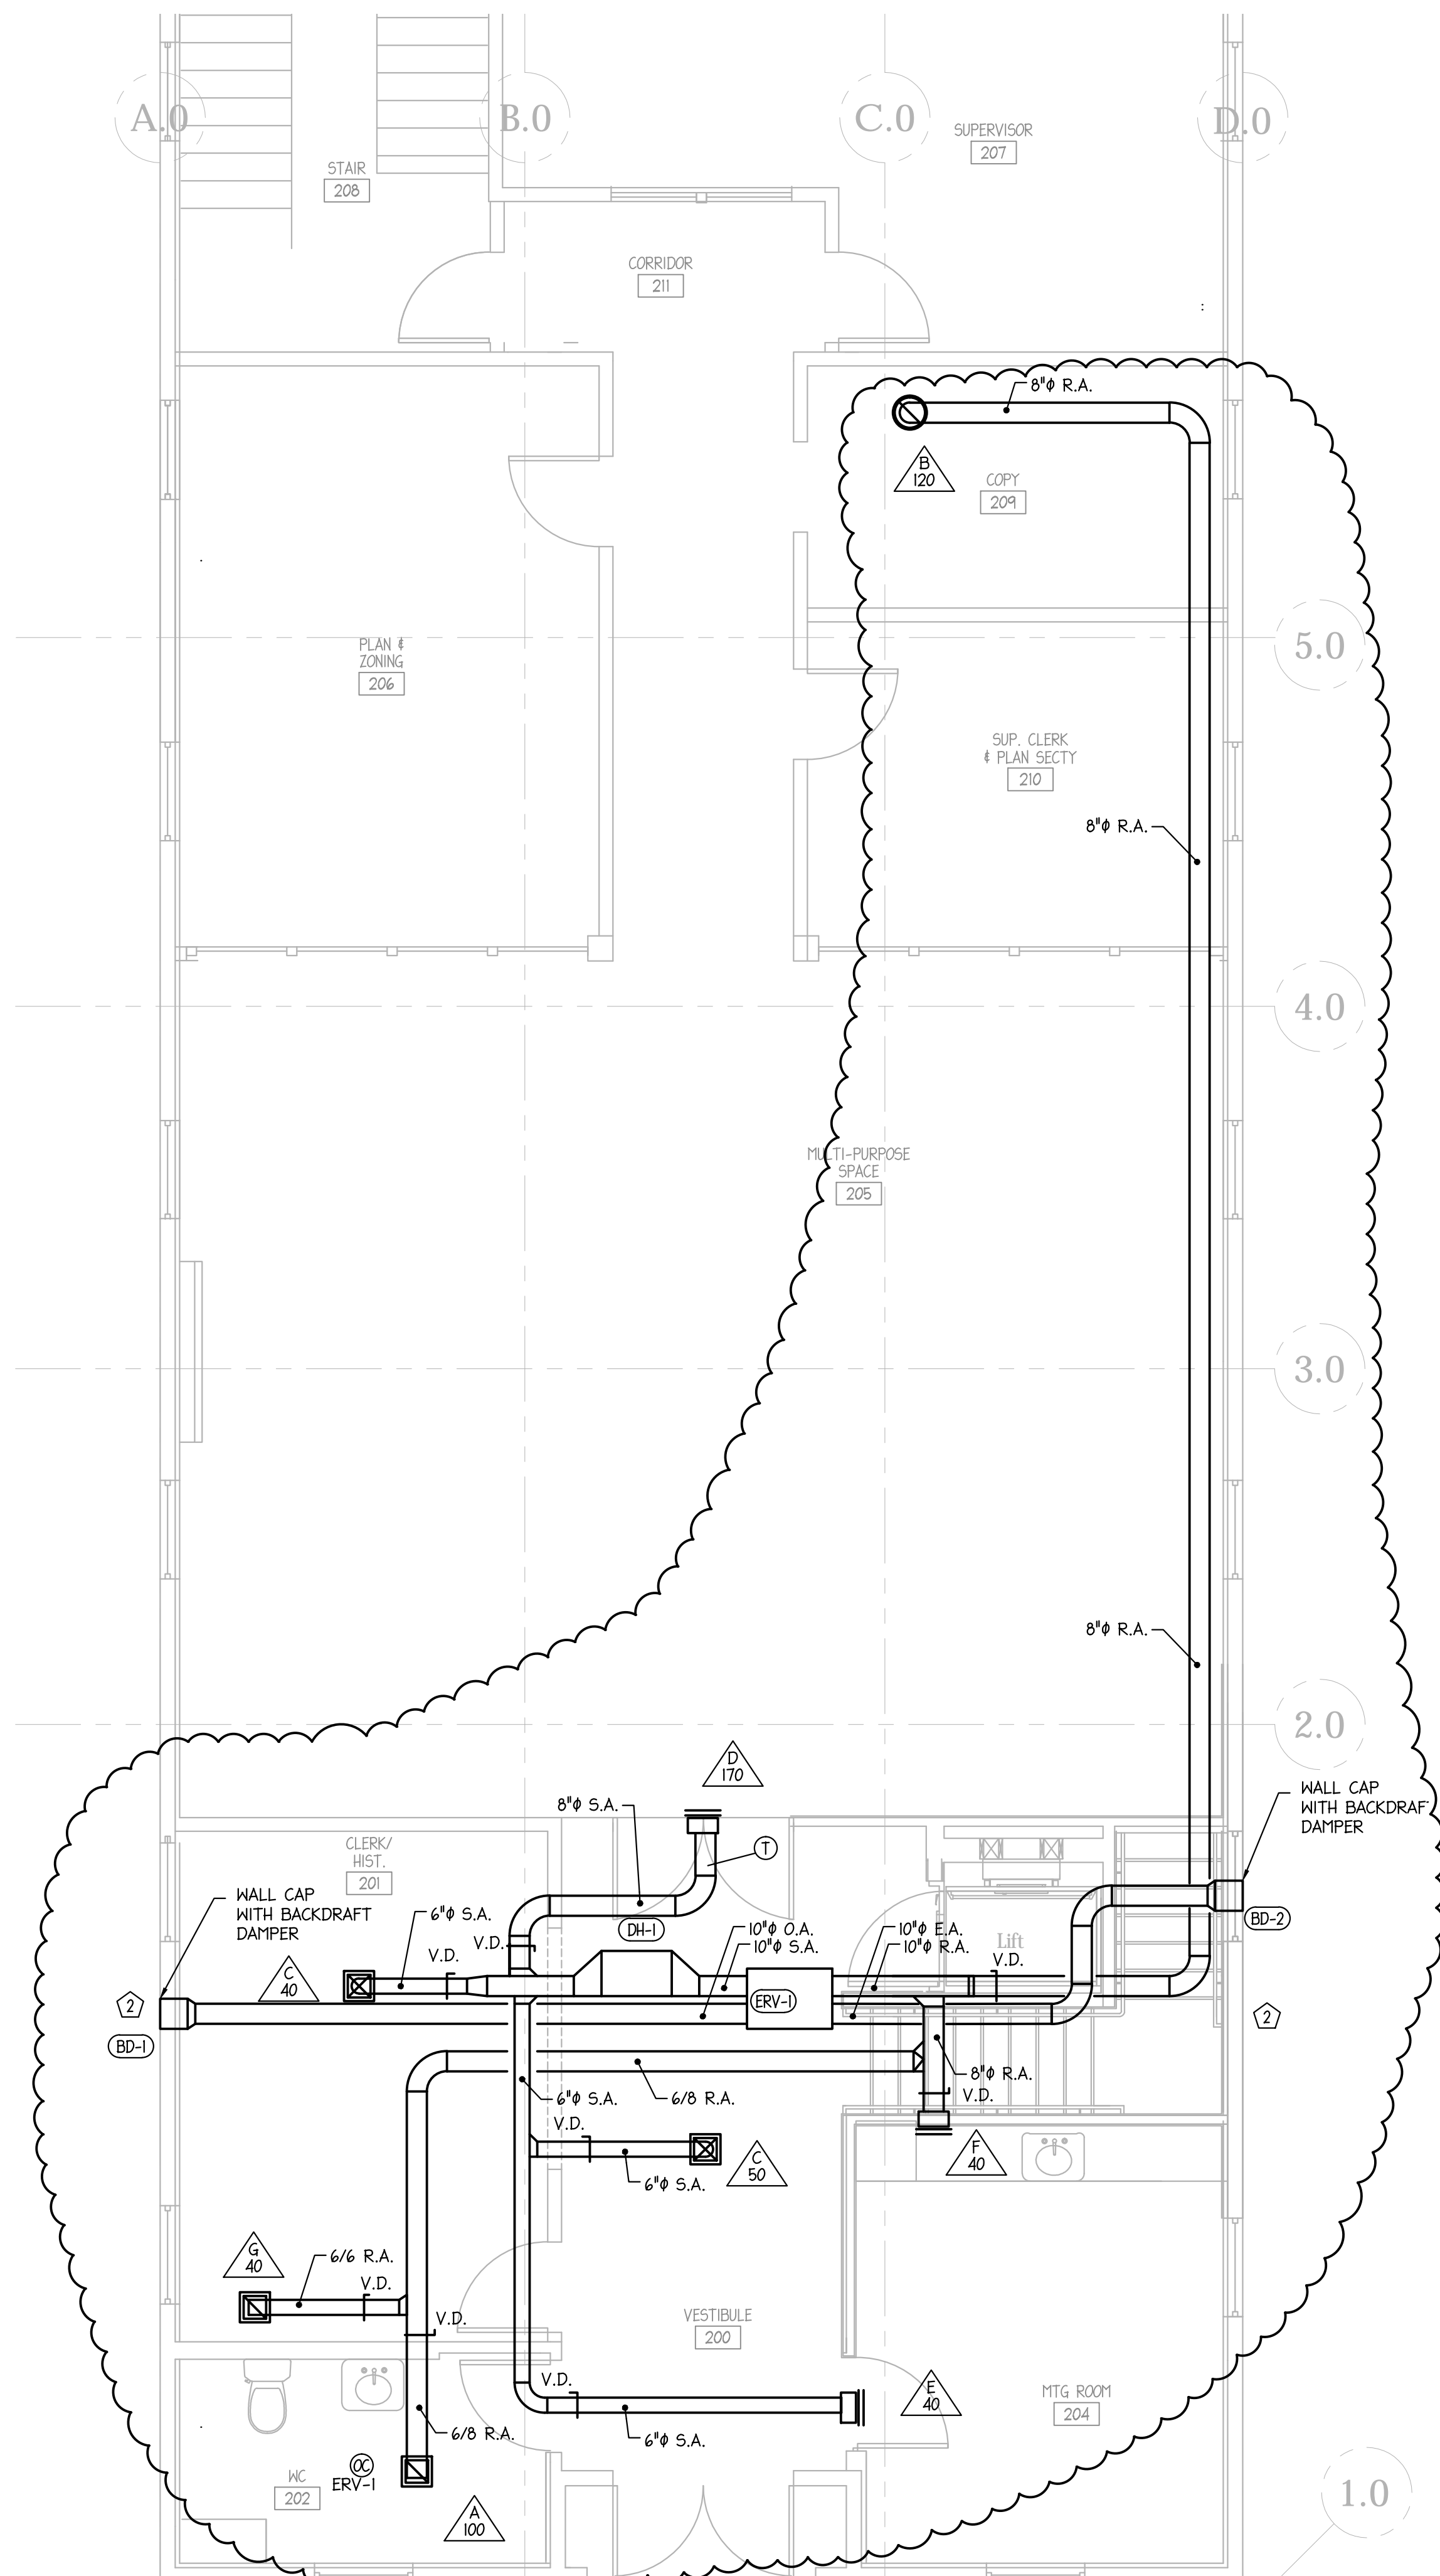 A.0
B.0
C.0
D.0
SUPERVISOR
207
STAIR
208
CORRIDOR
211
8"ϕ R.A.
B
120
COPY
209
5.0
PLAN &
ZONING
206
SUP. CLERK
& PLAN SECTY
210
8"ϕ R.A.
4.0
MULTI-PURPOSE
SPACE
205
3.0
8"ϕ R.A.
2.0
D
170
WALL CAP
WITH BACKDRAF
DAMPER
8"ϕ S.A.
CLERK/
HIST.
201
T
WALL CAP
WITH BACKDRAFT
DAMPER
6"ϕ S.A.
V.D.
V.D.
DH-1
10"ϕ O.A.
10"ϕ S.A.
10"ϕ E.A.
10"ϕ R.A.
Lift
V.D.
BD-2
C
40
2
BD-1
ERV-1
2
6"ϕ S.A.
6/8 R.A.
8"ϕ R.A.
V.D.
V.D.
C
50
6"ϕ S.A.
F
40
G
40
6/6 R.A.
V.D.
V.D.
VESTIBULE
200
V.D.
E
40
MTG ROOM
204
6/8 R.A.
6"ϕ S.A.
OC
ERV-1
WC
202
A
100
1.0